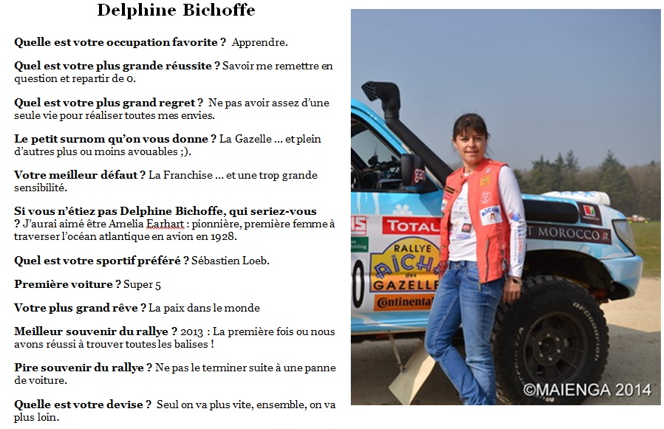 Delphine Bichoffe
Quelle est votre occupation favorite ? Apprendre.
Quel est votre plus grande réussite ? Savoir me remettre en
question et repartir de 0.
Quel est votre plus grand regret ? Ne pas avoir assez d'une
seule vie pour réaliser toutes mes envies.
Le petit surnom qu'on vous donne ? La Gazelle ... et plein
d'autres plus ou moins avouables ;).
Votre meilleur défaut ? La Franchise ... et une trop grande
sensibilité.
Si vous n'étiez pas Delphine Bichoffe, qui seriez-vous
? J'aurai aimé être Amelia Earhart : pionnière, première femme à
traverser l'océan atlantique en avion en 1928.
Quel est votre sportif préféré ? Sébastien Loeb.
Première voiture ? Super 5
Votre plus grand rêve ? La paix dans le monde
Meilleur souvenir du rallye ? 2013 : La première fois ou nous
avons réussi à trouver toutes les balises !
Pire souvenir du rallye ? Ne pas le terminer suite à une panne
de voiture.
Quelle est votre devise ? Seul on va plus vite, ensemble, on va
plus loin.
TOTAL
RALLYE
AICHA
des
GAZELLES
Continental
MOROCCO
©MAIENGA 2014